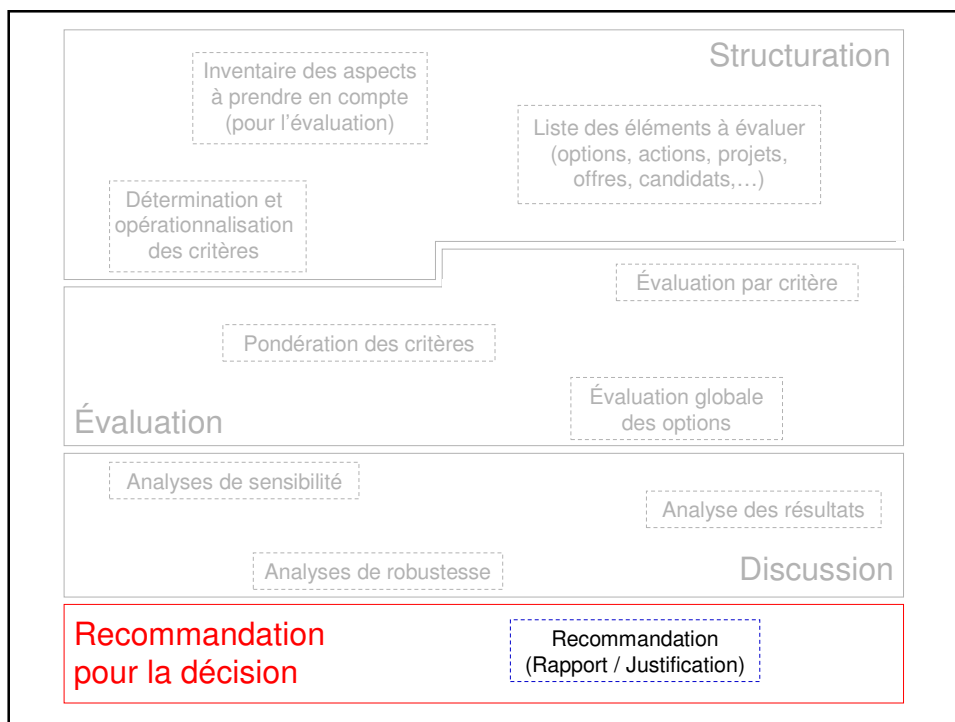 Structuration
Inventaire des aspects
à prendre en compte
(pour l'évaluation)
Liste des éléments à évaluer
(options, actions, projets,
offres, candidats,…)
Détermination et
opérationnalisation
des critères
Évaluation par critère
Pondération des critères
Évaluation globale
des options
Évaluation
Analyses de sensibilité
Analyse des résultats
Analyses de robustesse
Discussion
Recommandation
pour la décision
Recommandation
(Rapport / Justification)